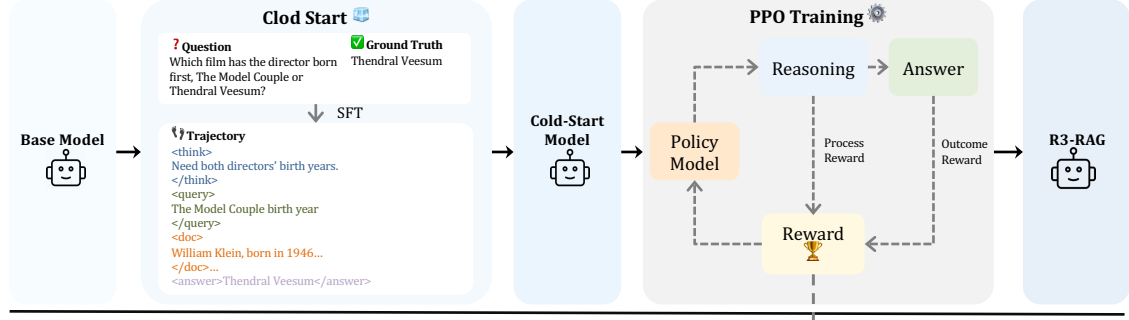 Base Model
Clod Start
Question
Which film has the director born
first, The Model Couple or
Thendral Veesum?
Ground Truth
Thendral Veesum
SFT
Trajectory
<think>
Need both directors' birth years.
</think>
<query>
The Model Couple birth year
</query>
<doc>
William Klein, born in 1946...
</doc>...
<answer>Thendral Veesum</answer>
Cold-Start
Model
PPO Training
Reasoning
Answer
Policy
Model
Process
Reward
Outcome
Reward
Reward
R3-RAG